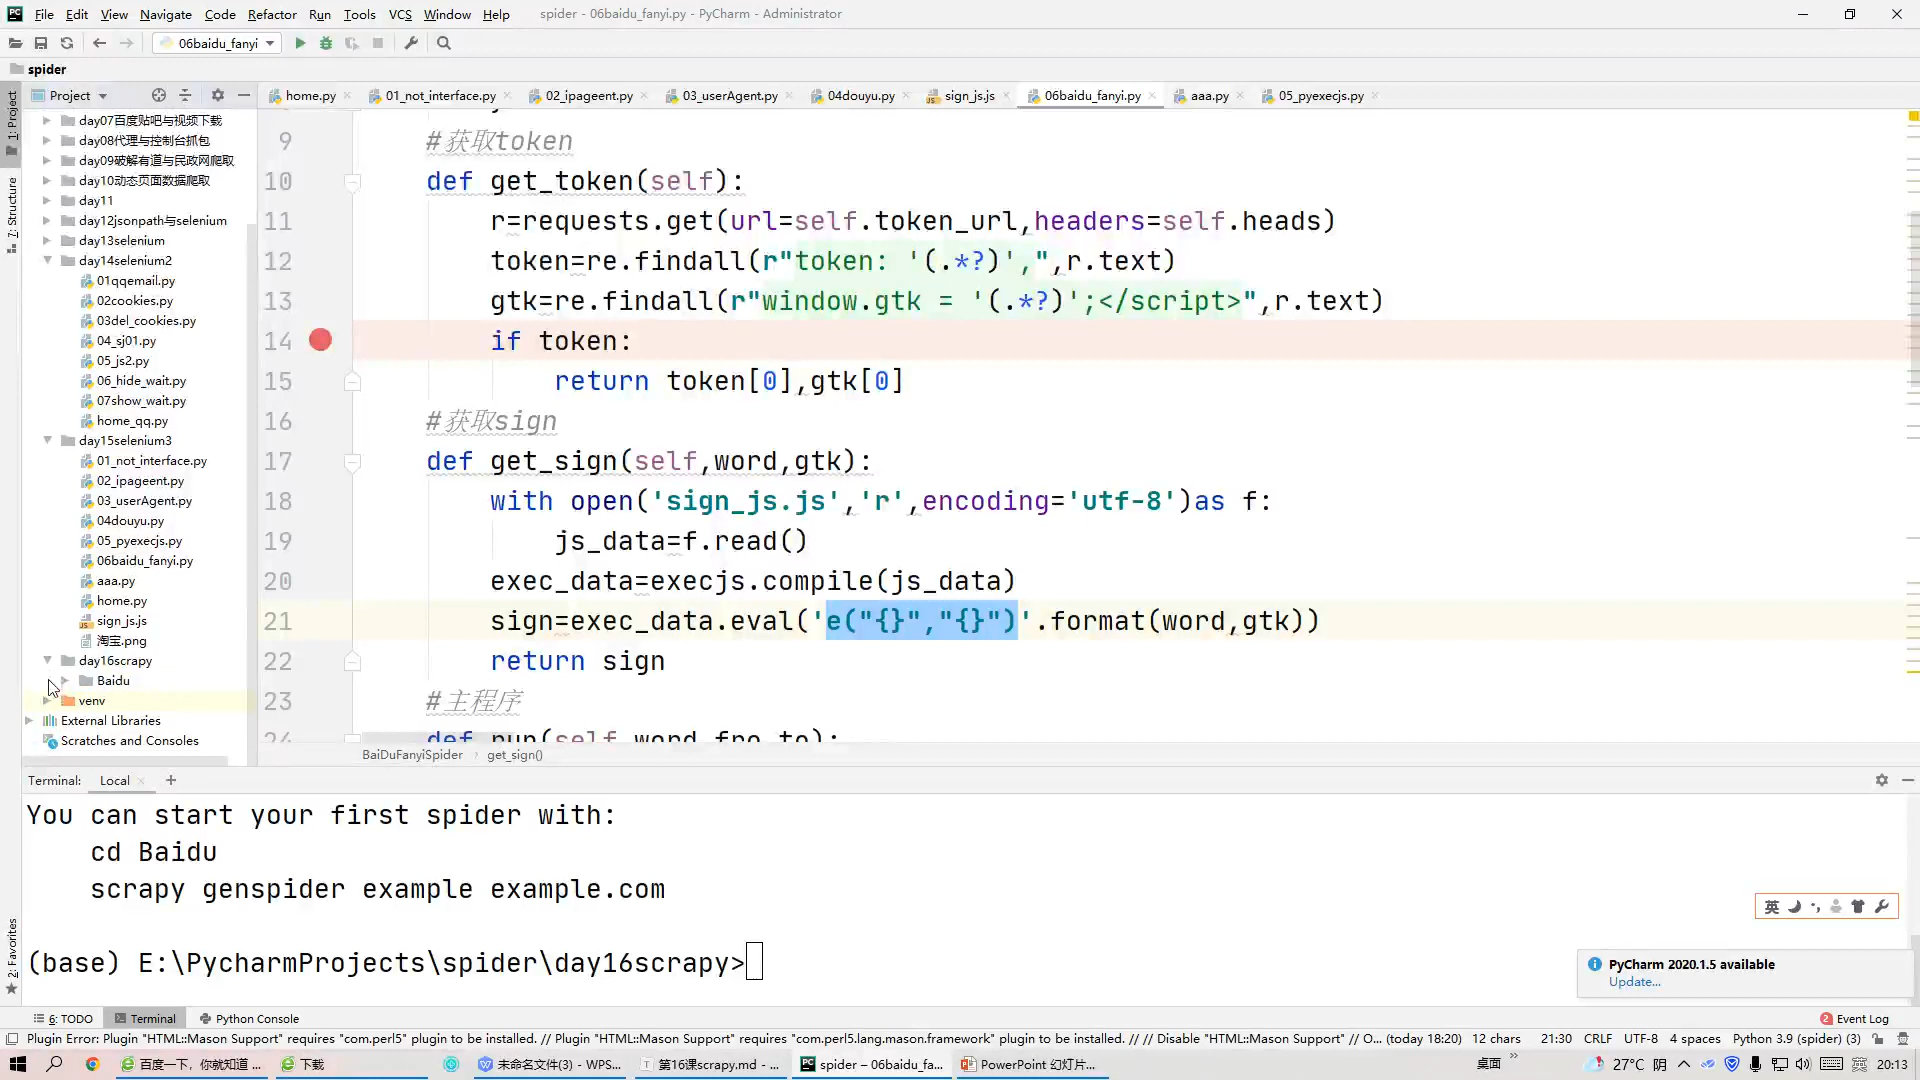 File Edit View Navigate Code Refactor Run Tools VCS Window Help spider - 06baidu_fanyi.py - PyCharm - Administrator
06baidu_fanyi
spider
Project
home.py 01_not_interface.py 02_ipageent.py 03_userAgent.py 04douyu.py sign_js.js 06baidu_fanyi.py aaa.py 05_pyexecjs.py
1: Project
7: Structure
2: Favorites
day07百度贴吧与视频下载
day08代理与控制台抓包
day09破解有道与民政网爬取
day10动态页面数据爬取
day11
day12jsonpath与selenium
day13selenium
day14selenium2
01qqemail.py
02cookies.py
03del_cookies.py
04_sj01.py
05_js2.py
06_hide_wait.py
07show_wait.py
home_qq.py
day15selenium3
01_not_interface.py
02_ipageent.py
03_userAgent.py
04douyu.py
05_pyexecjs.py
06baidu_fanyi.py
aaa.py
home.py
sign_js.js
淘宝.png
day16scrapy
Baidu
venv
External Libraries
Scratches and Consoles
9 #获取token
10 def get_token(self):
11 r=requests.get(url=self.token_url,headers=self.heads)
12 token=re.findall(r"token: '(.*?)',",r.text)
13 gtk=re.findall(r"window.gtk = '(.*?)';</script>",r.text)
14 if token:
15 return token[0],gtk[0]
16 #获取sign
17 def get_sign(self,word,gtk):
18 with open('sign_js.js','r',encoding='utf-8')as f:
19 js_data=f.read()
20 exec_data=execjs.compile(js_data)
21 sign=exec_data.eval('e("{}","{}")'.format(word,gtk))
22 return sign
23 #主程序
24 def run(self,word,fro,to):
BaiDuFanyiSpider get_sign()
Terminal: Local +
You can start your first spider with:
cd Baidu
scrapy genspider example example.com
(base) E:\PycharmProjects\spider\day16scrapy>
英
PyCharm 2020.1.5 available
Update...
6: TODO Terminal Python Console 2 Event Log
Plugin Error: Plugin "HTML::Mason Support" requires "com.perl5" plugin to be installed. // Plugin "HTML::Mason Support" requires "com.perl5.lang.mason.framework" plugin to be installed. // // Disable "HTML::Mason Support" // O... (today 18:20) 12 chars 21:30 CRLF UTF-8 4 spaces Python 3.9 (spider) (3)
百度一下，你就知道 ... 下载 未命名文件(3) - WPS... 第16课scrapy.md - ... spider – 06baidu_fa... PowerPoint 幻灯片... 桌面 27°C 阴 英 20:13